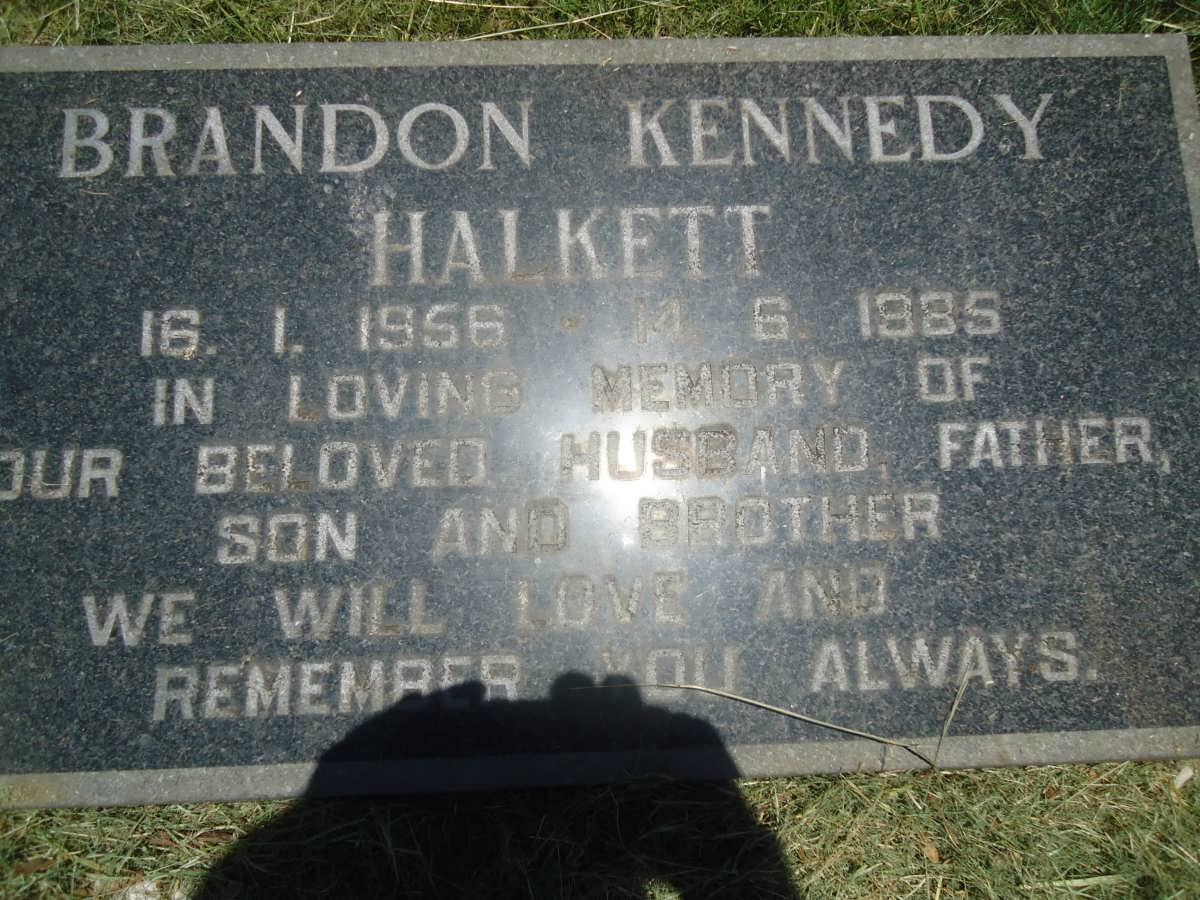 BRANDON KENNEDY
HALKETT
16. 1. 1956 - 14. 6. 1985
IN LOVING MEMORY OF
OUR BELOVED HUSBAND, FATHER,
SON AND BROTHER
WE WILL LOVE AND
REMEMBER YOU ALWAYS.